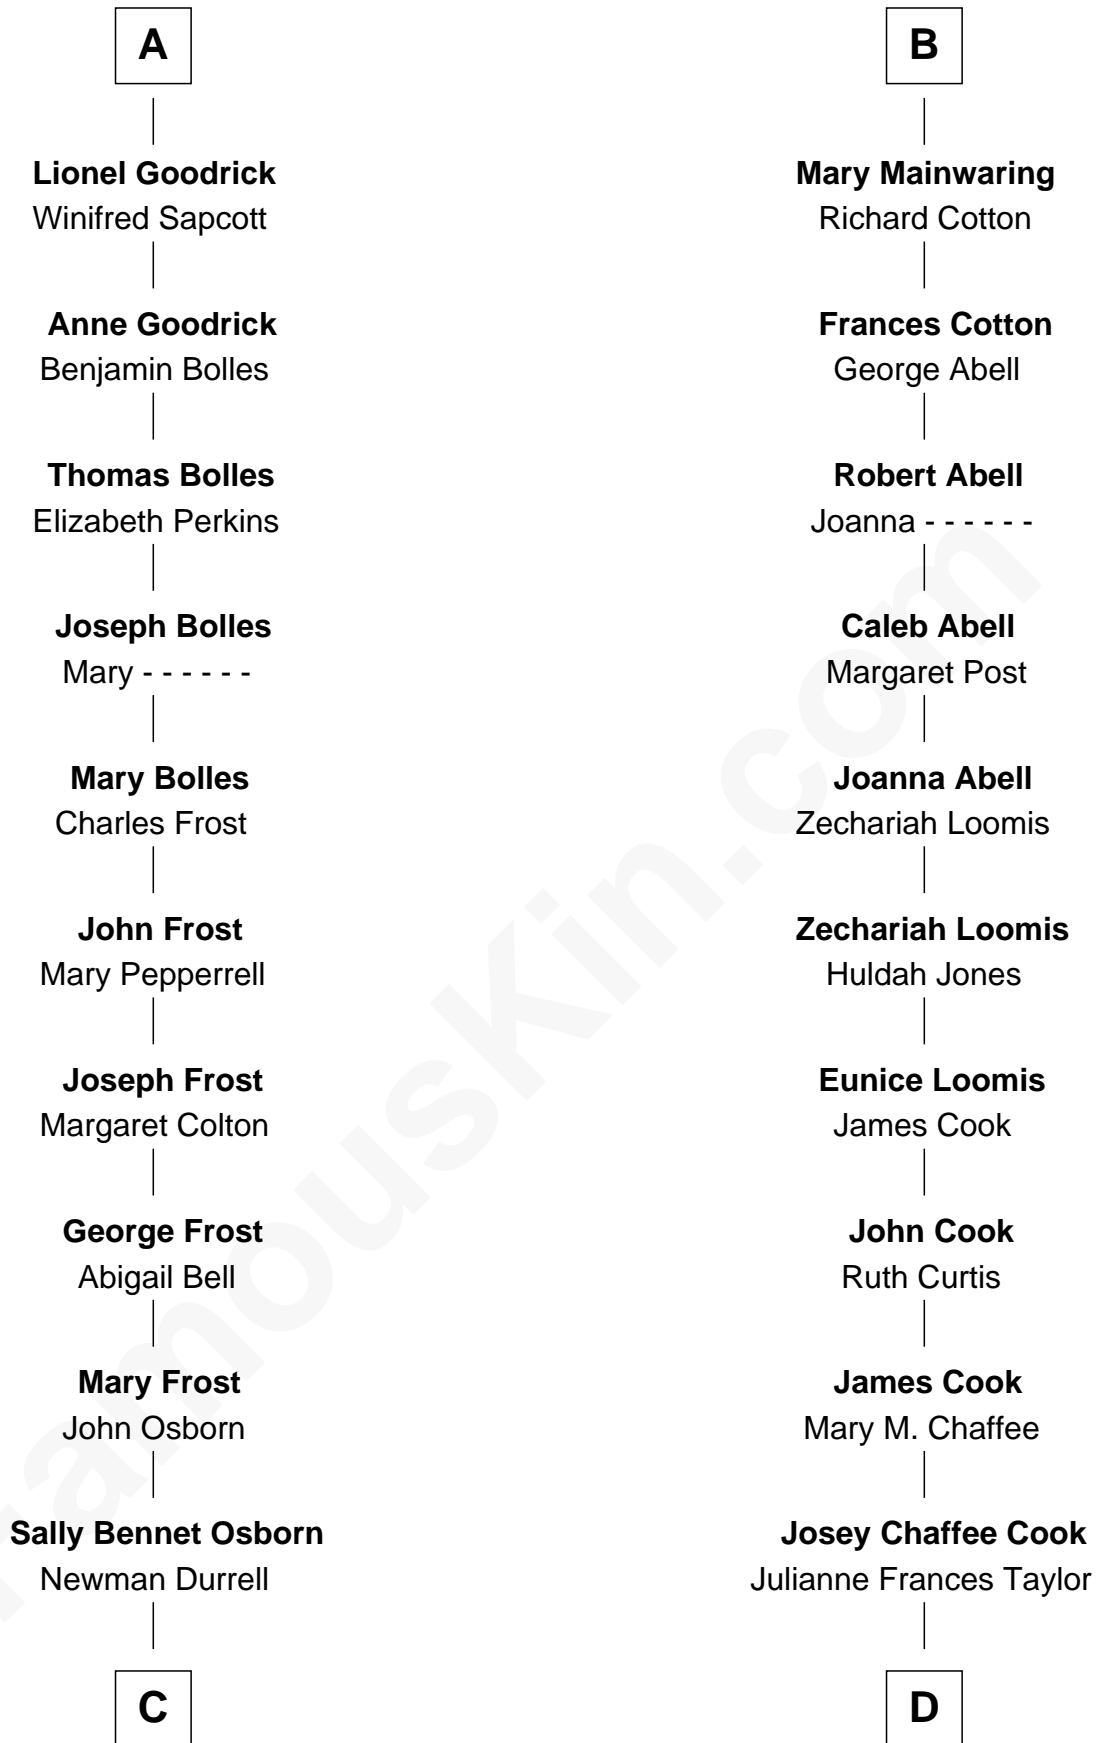 A
Lionel Goodrick
Winifred Sapcott
Anne Goodrick
Benjamin Bolles
Thomas Bolles
Elizabeth Perkins
Joseph Bolles
Mary - - - - - -
Mary Bolles
Charles Frost
John Frost
Mary Pepperrell
Joseph Frost
Margaret Colton
George Frost
Abigail Bell
Mary Frost
John Osborn
Sally Bennet Osborn
Newman Durrell
C
B
Mary Mainwaring
Richard Cotton
Frances Cotton
George Abell
Robert Abell
Joanna - - - - - -
Caleb Abell
Margaret Post
Joanna Abell
Zechariah Loomis
Zechariah Loomis
Huldah Jones
Eunice Loomis
James Cook
John Cook
Ruth Curtis
James Cook
Mary M. Chaffee
Josey Chaffee Cook
Julianne Frances Taylor
D
FamousKin.com